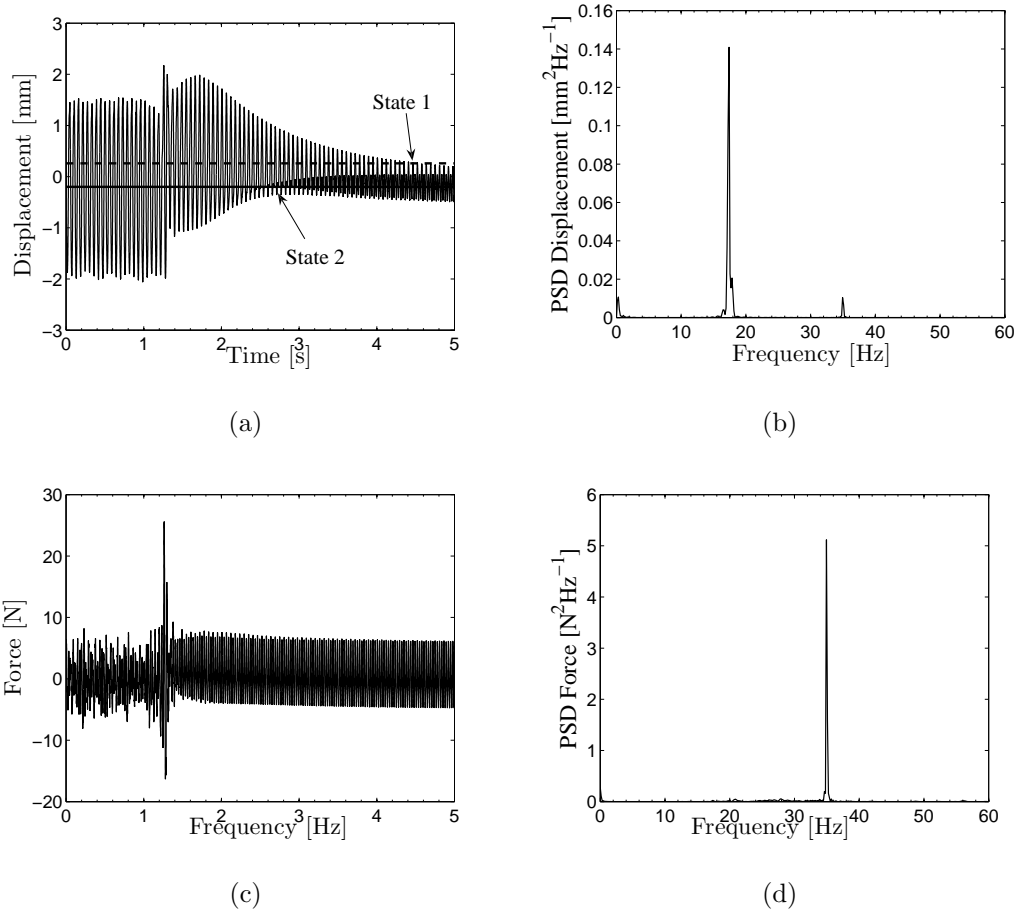 3
2
1
0
−1
−2
−3
Displacement [mm]
State 1
State 2
0 1 2 3 4 5
Time [s]
(a)
0.16
0.14
0.12
0.1
0.08
0.06
0.04
0.02
0
PSD Displacement [mm²Hz⁻¹]
0 10 20 30 40 50 60
Frequency [Hz]
(b)
30
20
10
0
−10
−20
Force [N]
0 1 2 3 4 5
Frequency [Hz]
(c)
6
5
4
3
2
1
0
PSD Force [N²Hz⁻¹]
0 10 20 30 40 50 60
Frequency [Hz]
(d)